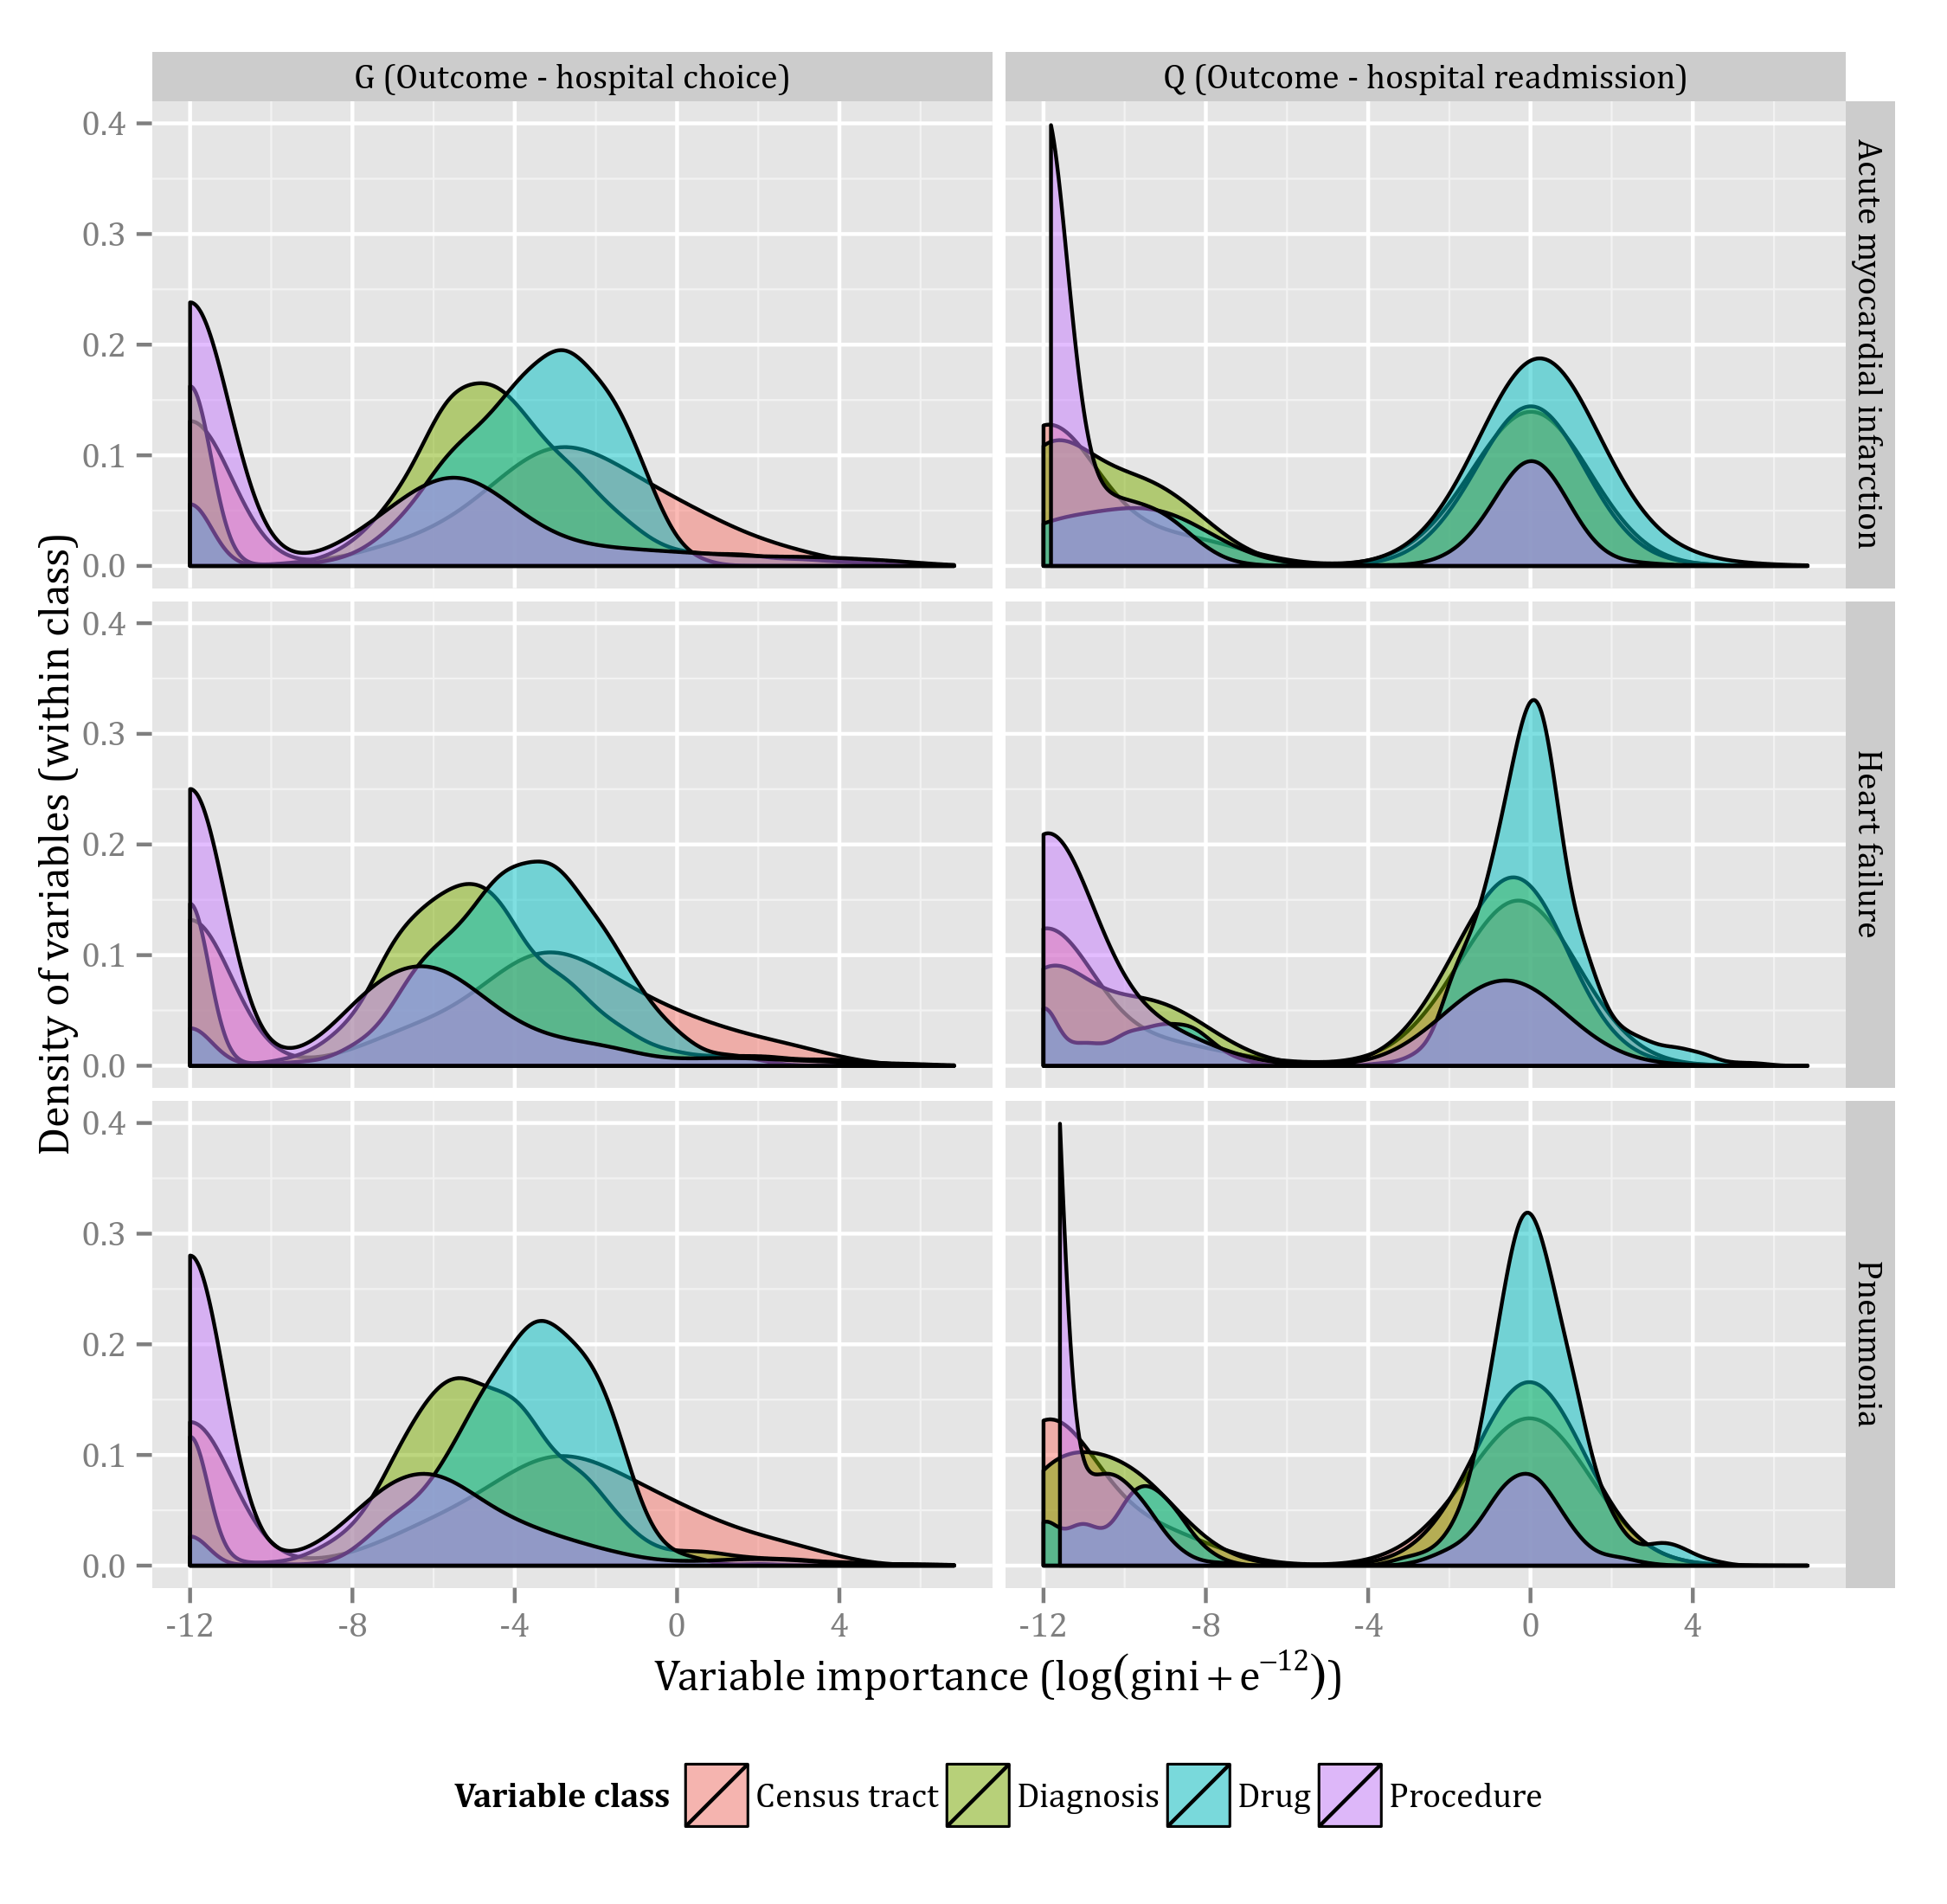 G (Outcome - hospital choice)
Q (Outcome - hospital readmission)
Density of variables (within class)
0.4
0.3
0.2
0.1
0.0
Acute myocardial infarction
0.4
0.3
0.2
0.1
0.0
Heart failure
0.4
0.3
0.2
0.1
0.0
Pneumonia
-12 -8 -4 0 4
-12 -8 -4 0 4
Variable importance (log(gini + e⁻¹²))
Variable class Census tract Diagnosis Drug Procedure